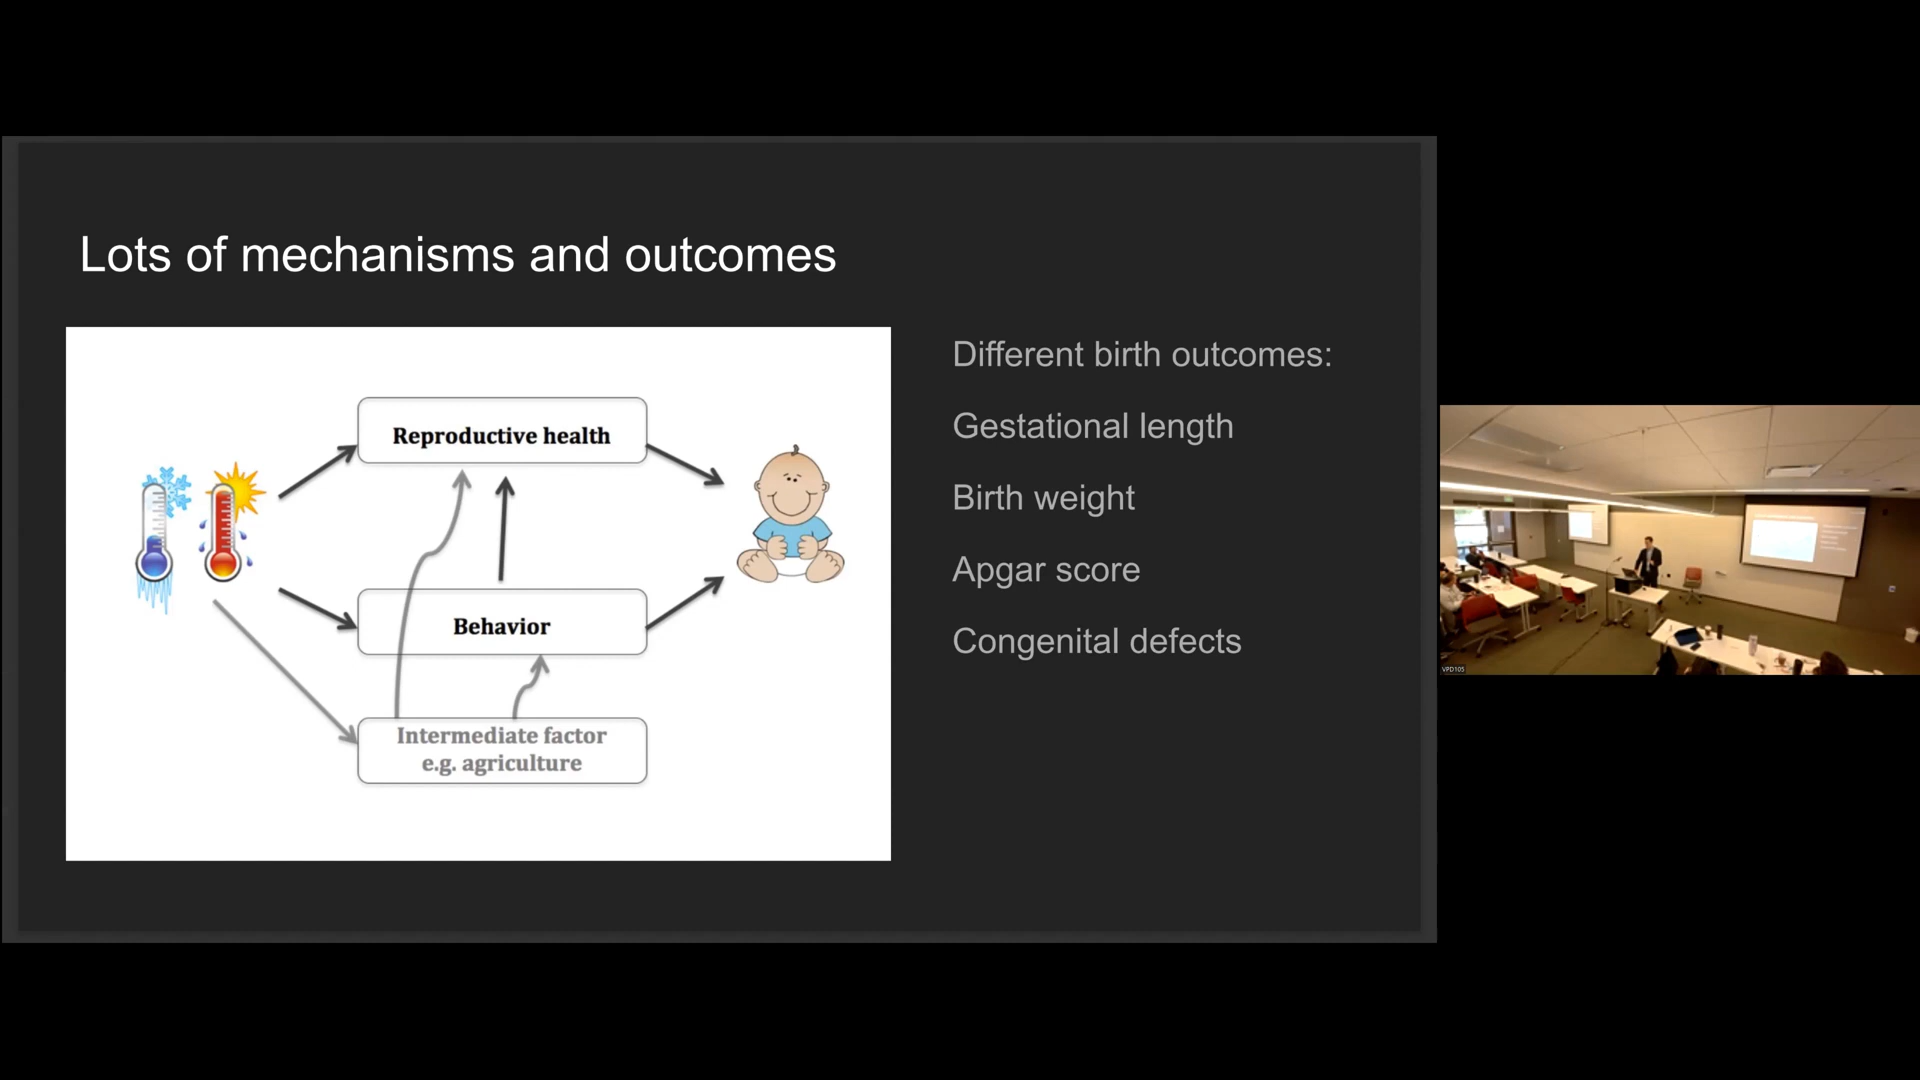 Lots of mechanisms and outcomes
Reproductive health
Behavior
Intermediate factor
e.g. agriculture
Different birth outcomes:
Gestational length
Birth weight
Apgar score
Congenital defects
VPD105